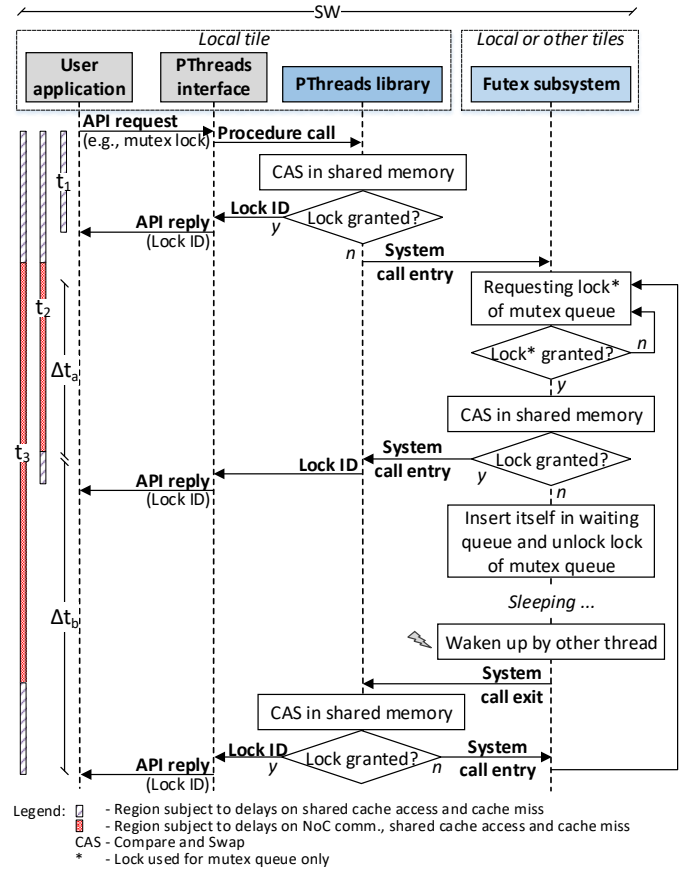 SW
Local tile
Local or other tiles
User
application
PThreads
interface
PThreads library
Futex subsystem
API request
(e.g., mutex lock)
Procedure call
CAS in shared memory
t1
Lock ID
Lock granted?
API reply
y
(Lock ID)
n
System
call entry
Requesting lock*
of mutex queue
t2
n
Lock* granted?
Δta
y
CAS in shared memory
t3
System
Lock ID
call entry
Lock granted?
API reply
y
(Lock ID)
n
Insert itself in waiting
queue and unlock lock
of mutex queue
Sleeping ...
Δtb
Waken up by other thread
System
call exit
CAS in shared memory
Lock ID
System
API reply
y
Lock granted?
n
call entry
(Lock ID)
Legend:
- Region subject to delays on shared cache access and cache miss
- Region subject to delays on NoC comm., shared cache access and cache miss
CAS - Compare and Swap
* - Lock used for mutex queue only